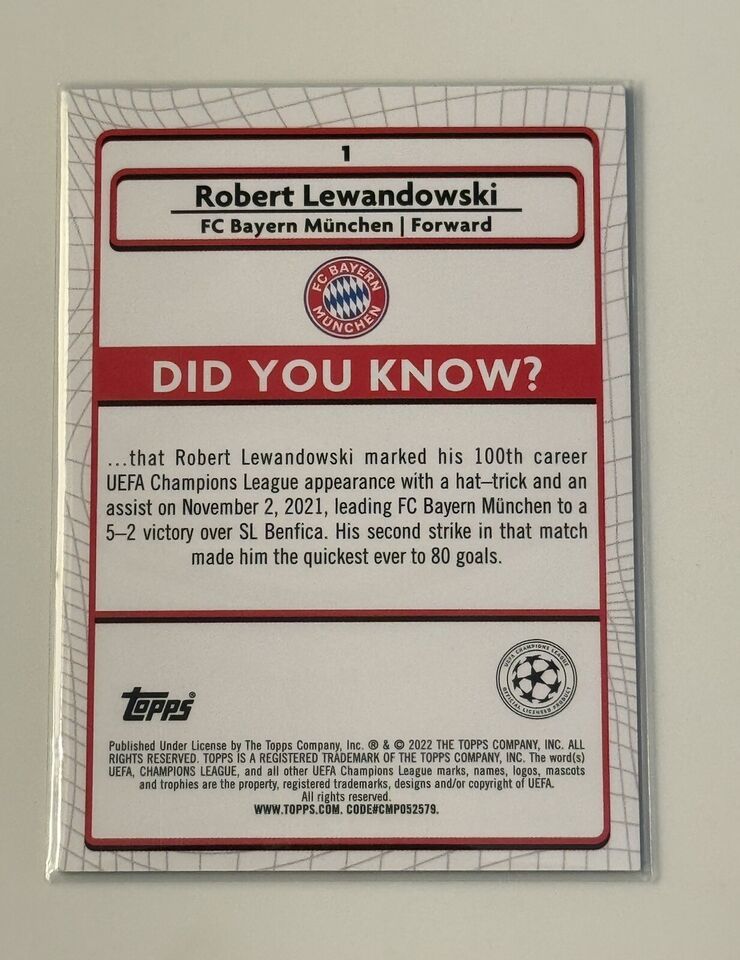 1
Robert Lewandowski
FC Bayern München | Forward
FC BAYERN
MÜNCHEN
DID YOU KNOW?
...that Robert Lewandowski marked his 100th career
UEFA Champions League appearance with a hat–trick and an
assist on November 2, 2021, leading FC Bayern München to a
5–2 victory over SL Benfica. His second strike in that match
made him the quickest ever to 80 goals.
UEFA CHAMPIONS LEAGUE
OFFICIAL LICENSED PRODUCT
Topps®
Published Under License by The Topps Company, Inc. ® & © 2022 THE TOPPS COMPANY, INC. ALL
RIGHTS RESERVED. TOPPS IS A REGISTERED TRADEMARK OF THE TOPPS COMPANY, INC. The word(s)
UEFA, CHAMPIONS LEAGUE, and all other UEFA Champions League marks, names, logos, mascots
and trophies are the property, registered trademarks, designs and/or copyright of UEFA.
All rights reserved.
WWW.TOPPS.COM. CODE#CMP052579.